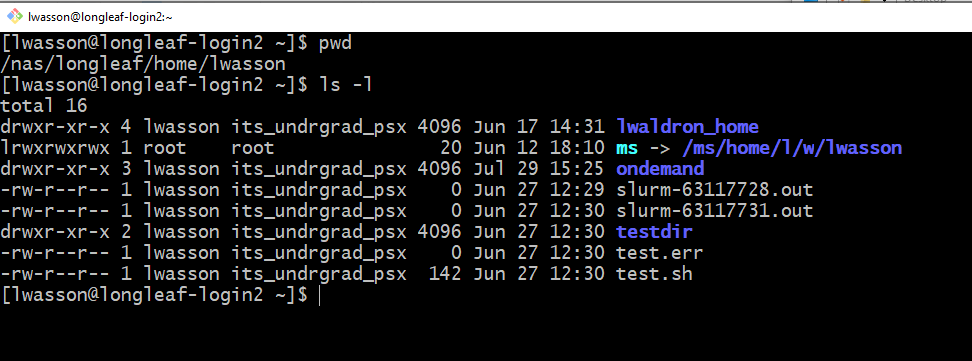 lwasson@longleaf-login2:~
[lwasson@longleaf-login2 ~]$ pwd
/nas/longleaf/home/lwasson
[lwasson@longleaf-login2 ~]$ ls -l
total 16
drwxr-xr-x 4 lwasson its_undrgrad_psx 4096 Jun 17 14:31 lwaldron_home
lrwxrwxrwx 1 root    root               20 Jun 12 18:10 ms -> /ms/home/l/w/lwasson
drwxr-xr-x 3 lwasson its_undrgrad_psx 4096 Jul 29 15:25 ondemand
-rw-r--r-- 1 lwasson its_undrgrad_psx    0 Jun 27 12:29 slurm-63117728.out
-rw-r--r-- 1 lwasson its_undrgrad_psx    0 Jun 27 12:30 slurm-63117731.out
drwxr-xr-x 2 lwasson its_undrgrad_psx 4096 Jun 27 12:30 testdir
-rw-r--r-- 1 lwasson its_undrgrad_psx    0 Jun 27 12:30 test.err
-rw-r--r-- 1 lwasson its_undrgrad_psx  142 Jun 27 12:30 test.sh
[lwasson@longleaf-login2 ~]$